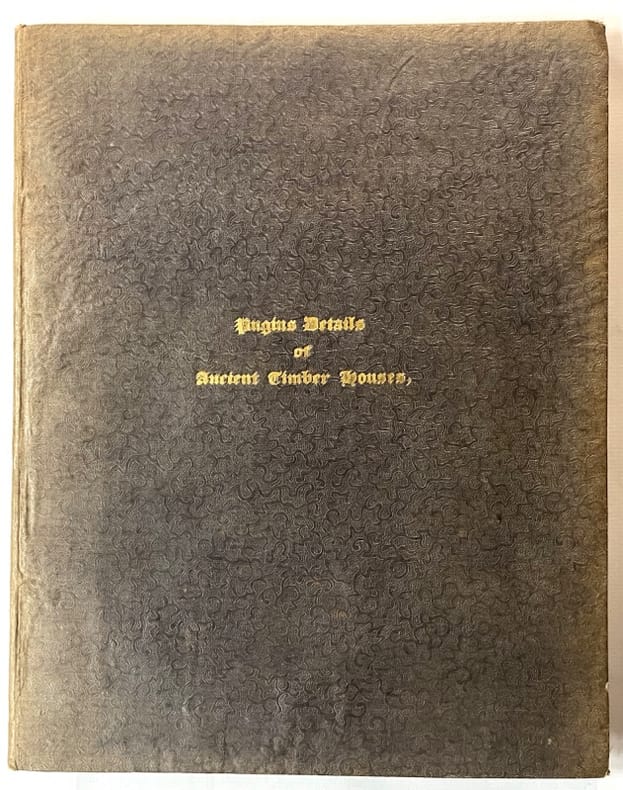 Pugins Details
of
Ancient Timber Houses,